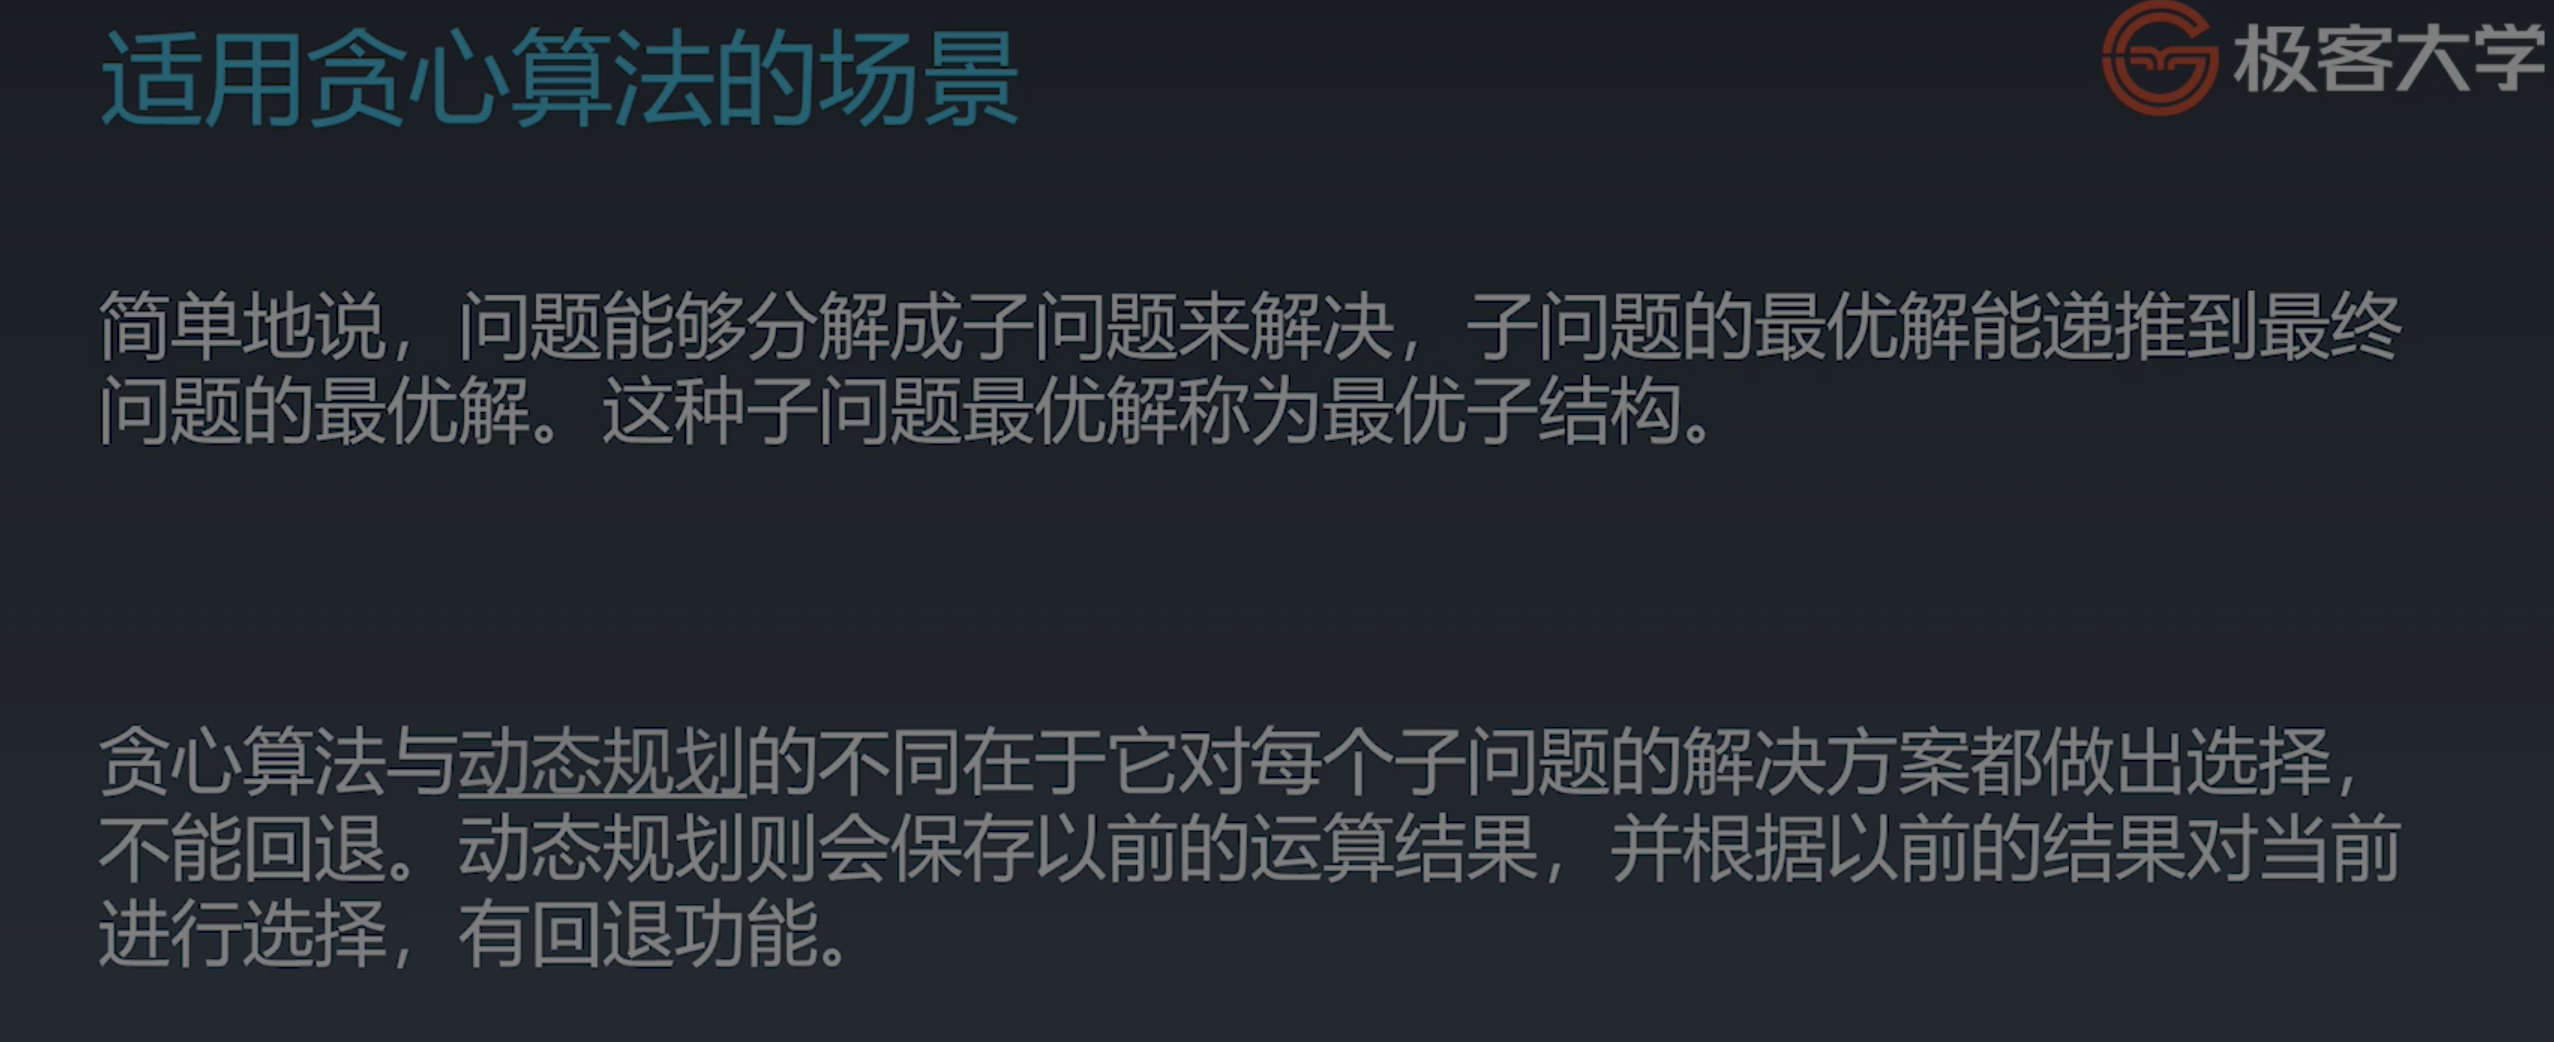 适用贪心算法的场景
极客大学
简单地说，问题能够分解成子问题来解决，子问题的最优解能递推到最终
问题的最优解。这种子问题最优解称为最优子结构。
贪心算法与动态规划的不同在于它对每个子问题的解决方案都做出选择，
不能回退。动态规划则会保存以前的运算结果，并根据以前的结果对当前
进行选择，有回退功能。